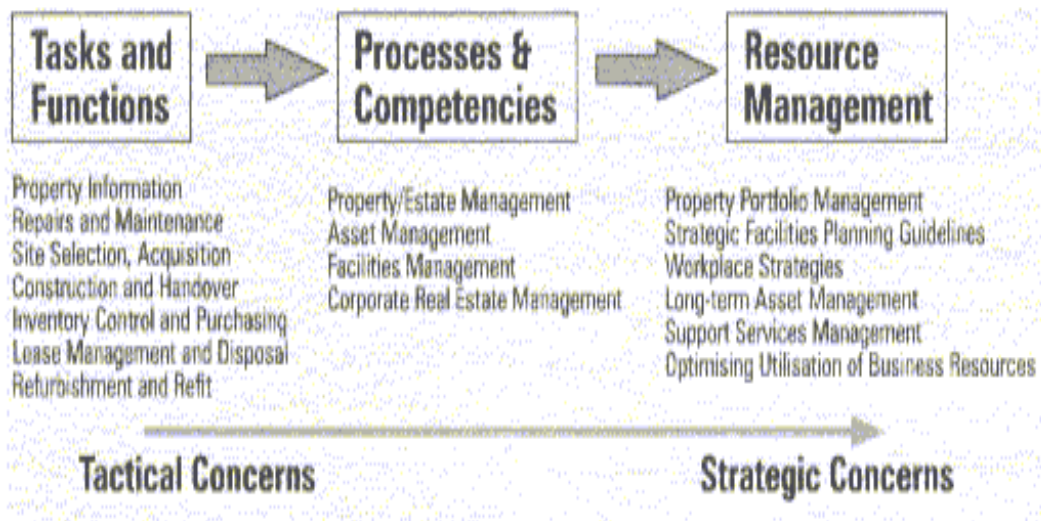 Tasks and
Functions
Processes &
Competencies
Resource
Management
Property Information
Repairs and Maintenance
Site Selection, Acquisition
Construction and Handover
Inventory Control and Purchasing
Lease Management and Disposal
Refurbishment and Refit
Property/Estate Management
Asset Management
Facilities Management
Corporate Real Estate Management
Property Portfolio Management
Strategic Facilities Planning Guidelines
Workplace Strategies
Long-term Asset Management
Support Services Management
Optimising Utilisation of Business Resources
Tactical Concerns
Strategic Concerns